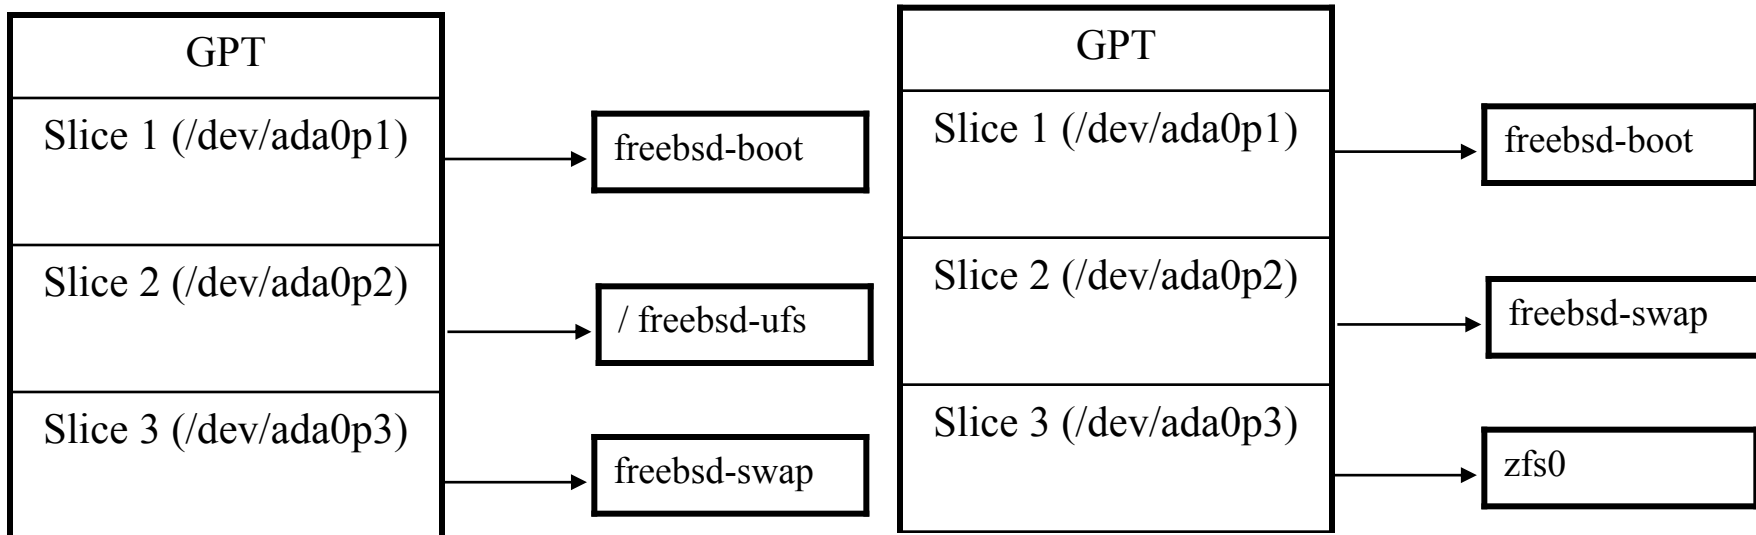 GPT
Slice 1 (/dev/ada0p1)
freebsd-boot
Slice 2 (/dev/ada0p2)
/ freebsd-ufs
Slice 3 (/dev/ada0p3)
freebsd-swap
GPT
Slice 1 (/dev/ada0p1)
freebsd-boot
Slice 2 (/dev/ada0p2)
freebsd-swap
Slice 3 (/dev/ada0p3)
zfs0